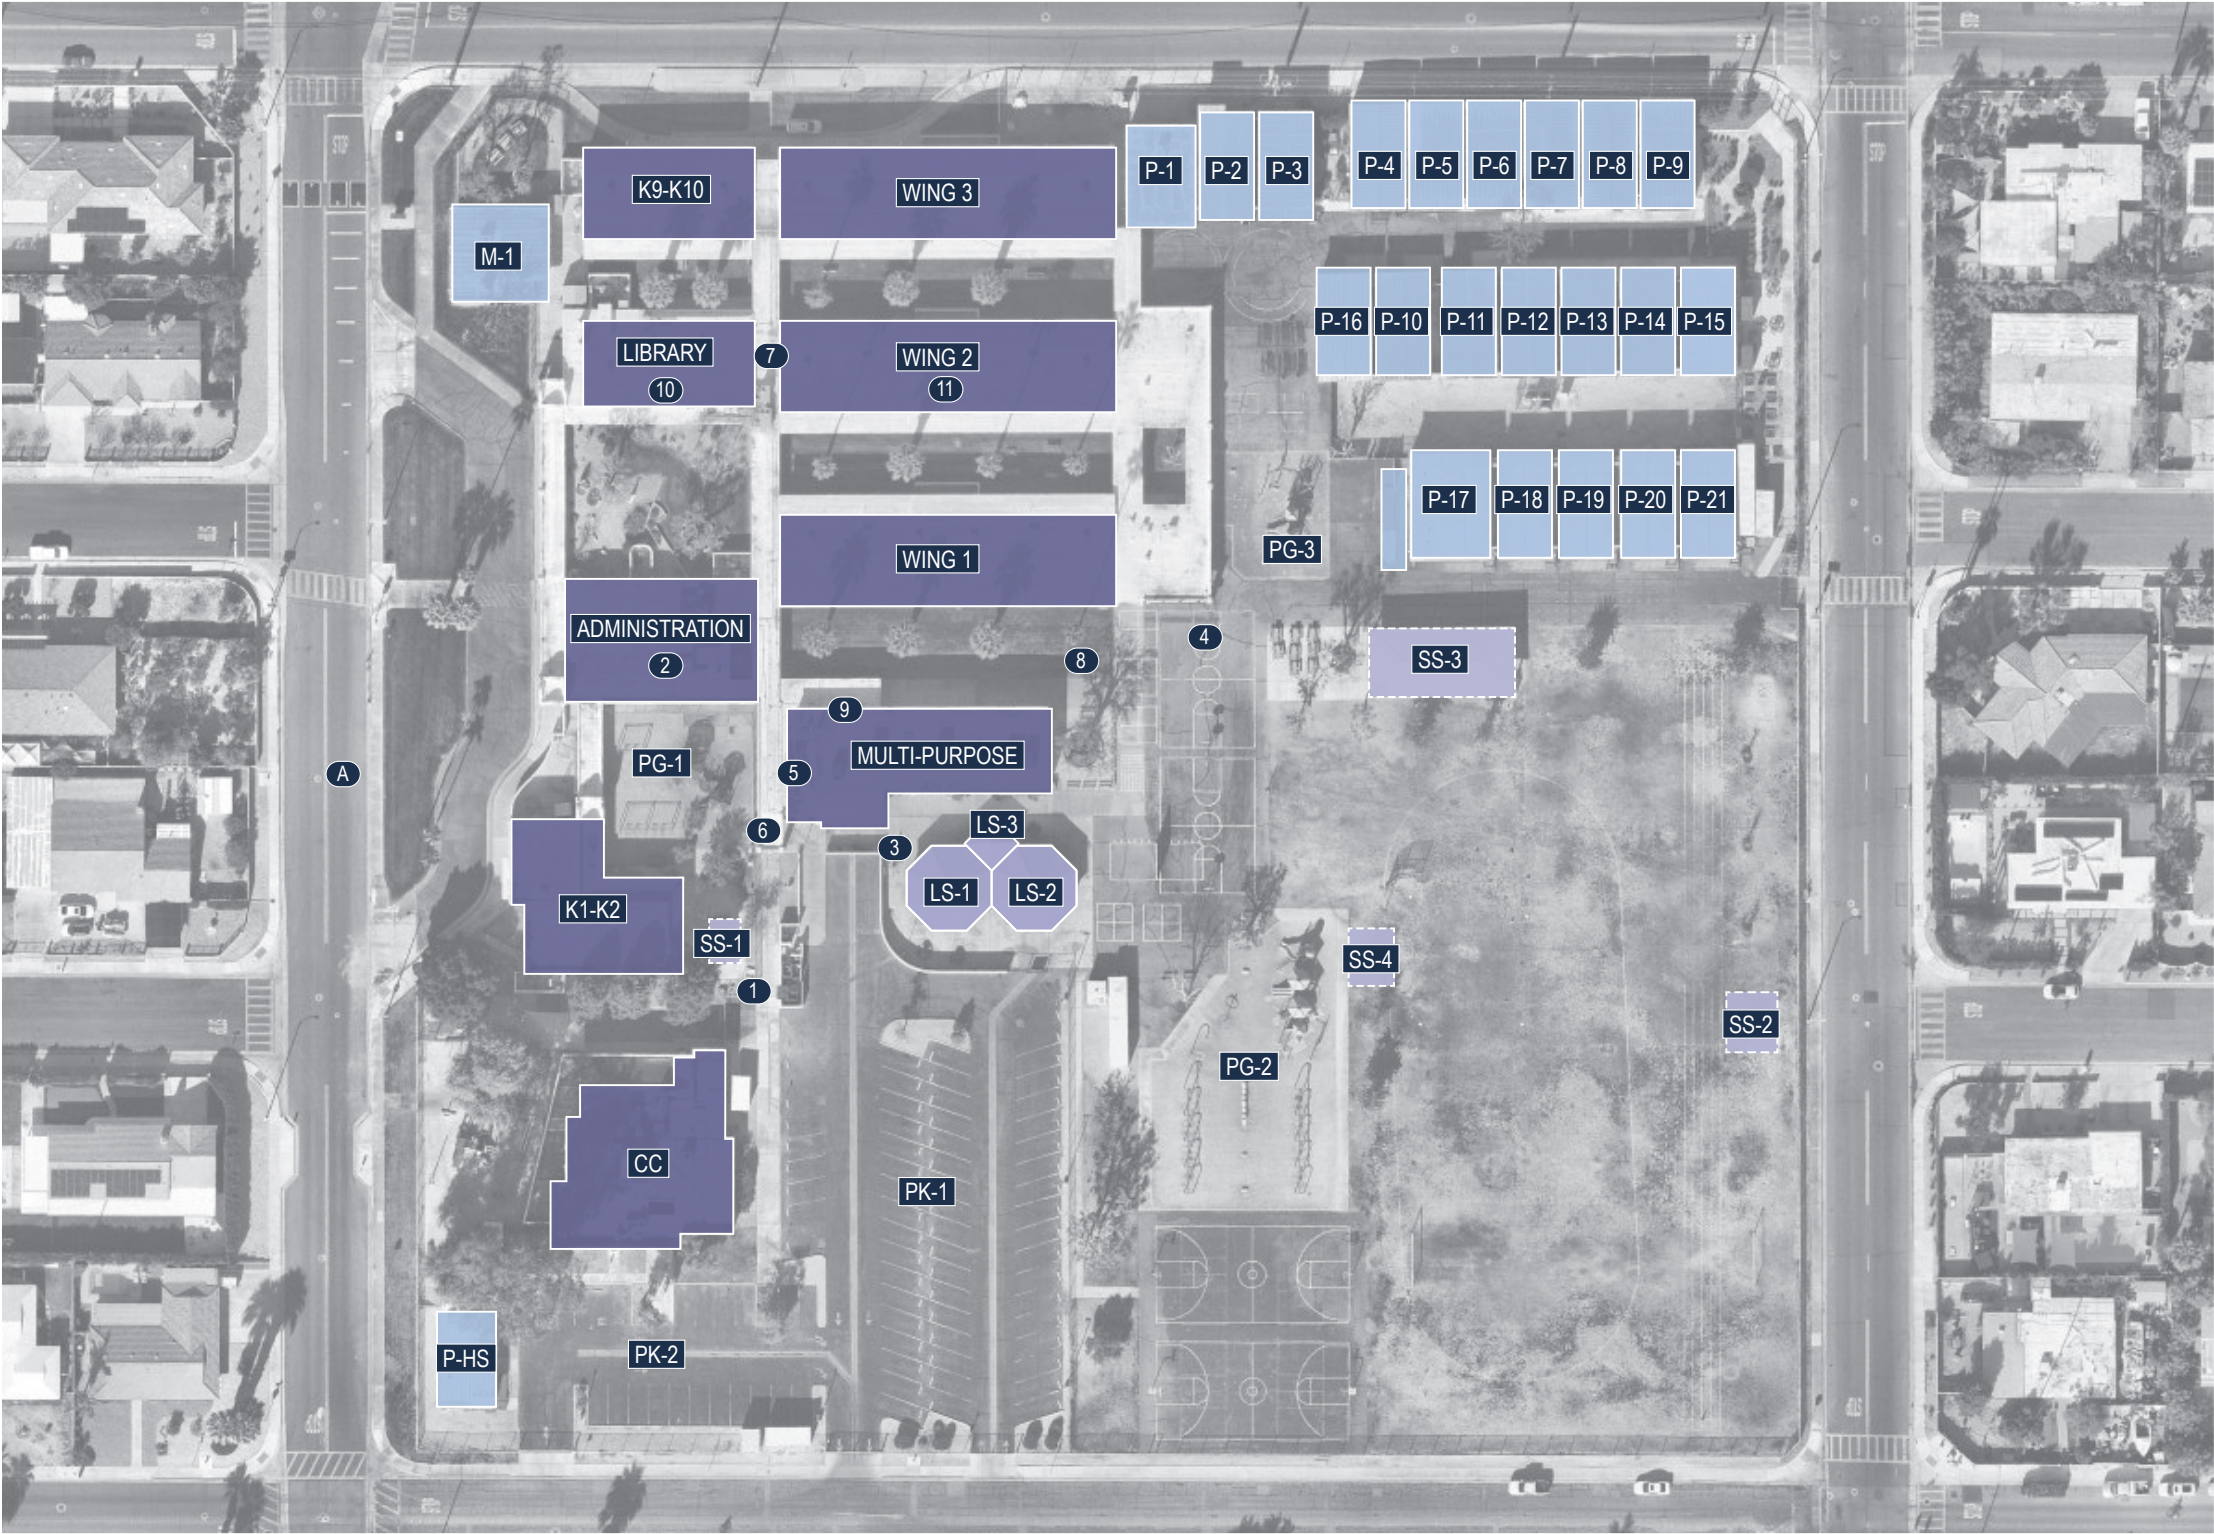 P-1
P-2
P-3
P-4
P-5
P-6
P-7
P-8
P-9
K9-K10
WING 3
M-1
P-16
P-10
P-11
P-12
P-13
P-14
P-15
LIBRARY
7
WING 2
10
11
P-17
P-18
P-19
P-20
P-21
PG-3
WING 1
ADMINISTRATION
2
4
8
SS-3
9
MULTI-PURPOSE
PG-1
A
5
6
LS-3
3
LS-1
LS-2
K1-K2
SS-1
SS-4
1
SS-2
PG-2
CC
PK-1
P-HS
PK-2
STOP
STOP